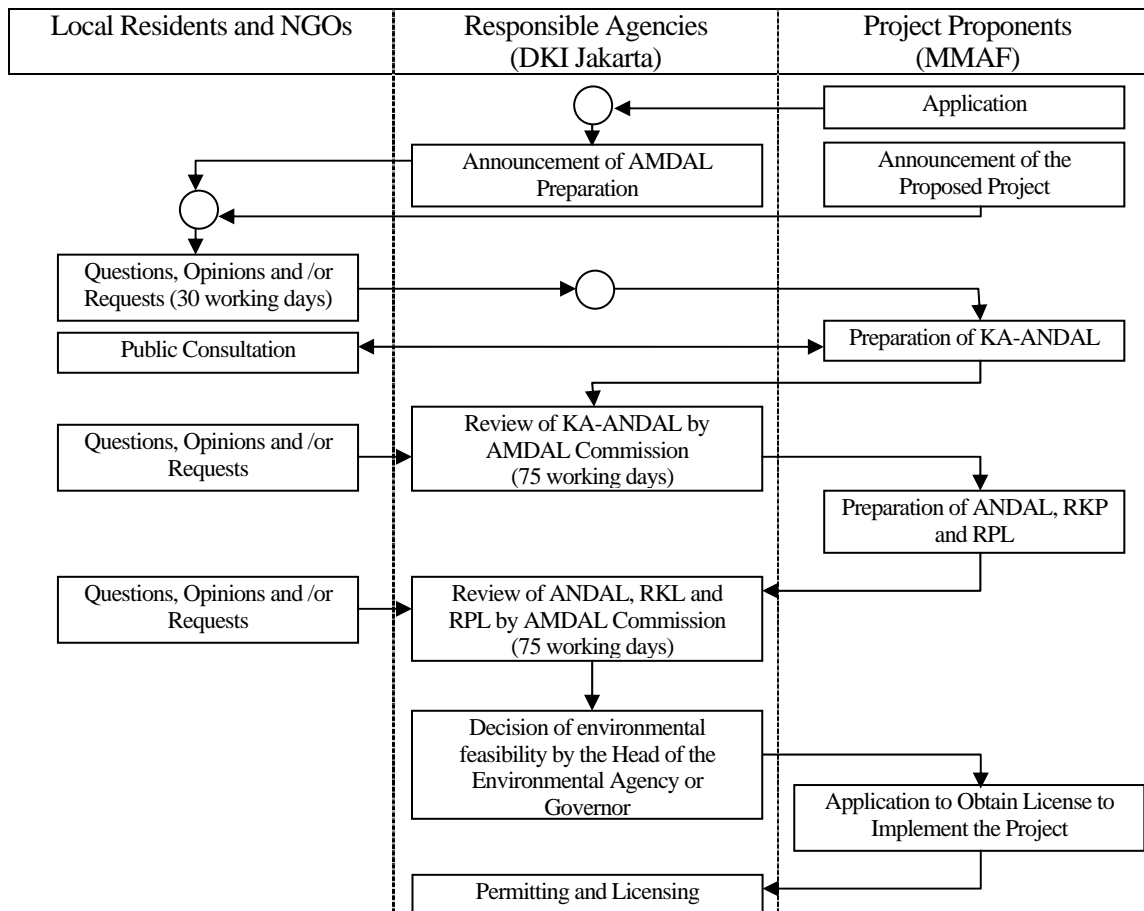 Local Residents and NGOs
Responsible Agencies
(DKI Jakarta)
Project Proponents
(MMAF)
Application
Announcement of AMDAL
Preparation
Announcement of the
Proposed Project
Questions, Opinions and /or
Requests (30 working days)
Preparation of KA-ANDAL
Public Consultation
Review of KA-ANDAL by
AMDAL Commission
(75 working days)
Questions, Opinions and /or
Requests
Preparation of ANDAL, RKP
and RPL
Questions, Opinions and /or
Requests
Review of ANDAL, RKL and
RPL by AMDAL Commission
(75 working days)
Decision of environmental
feasibility by the Head of the
Environmental Agency or
Governor
Application to Obtain License to
Implement the Project
Permitting and Licensing